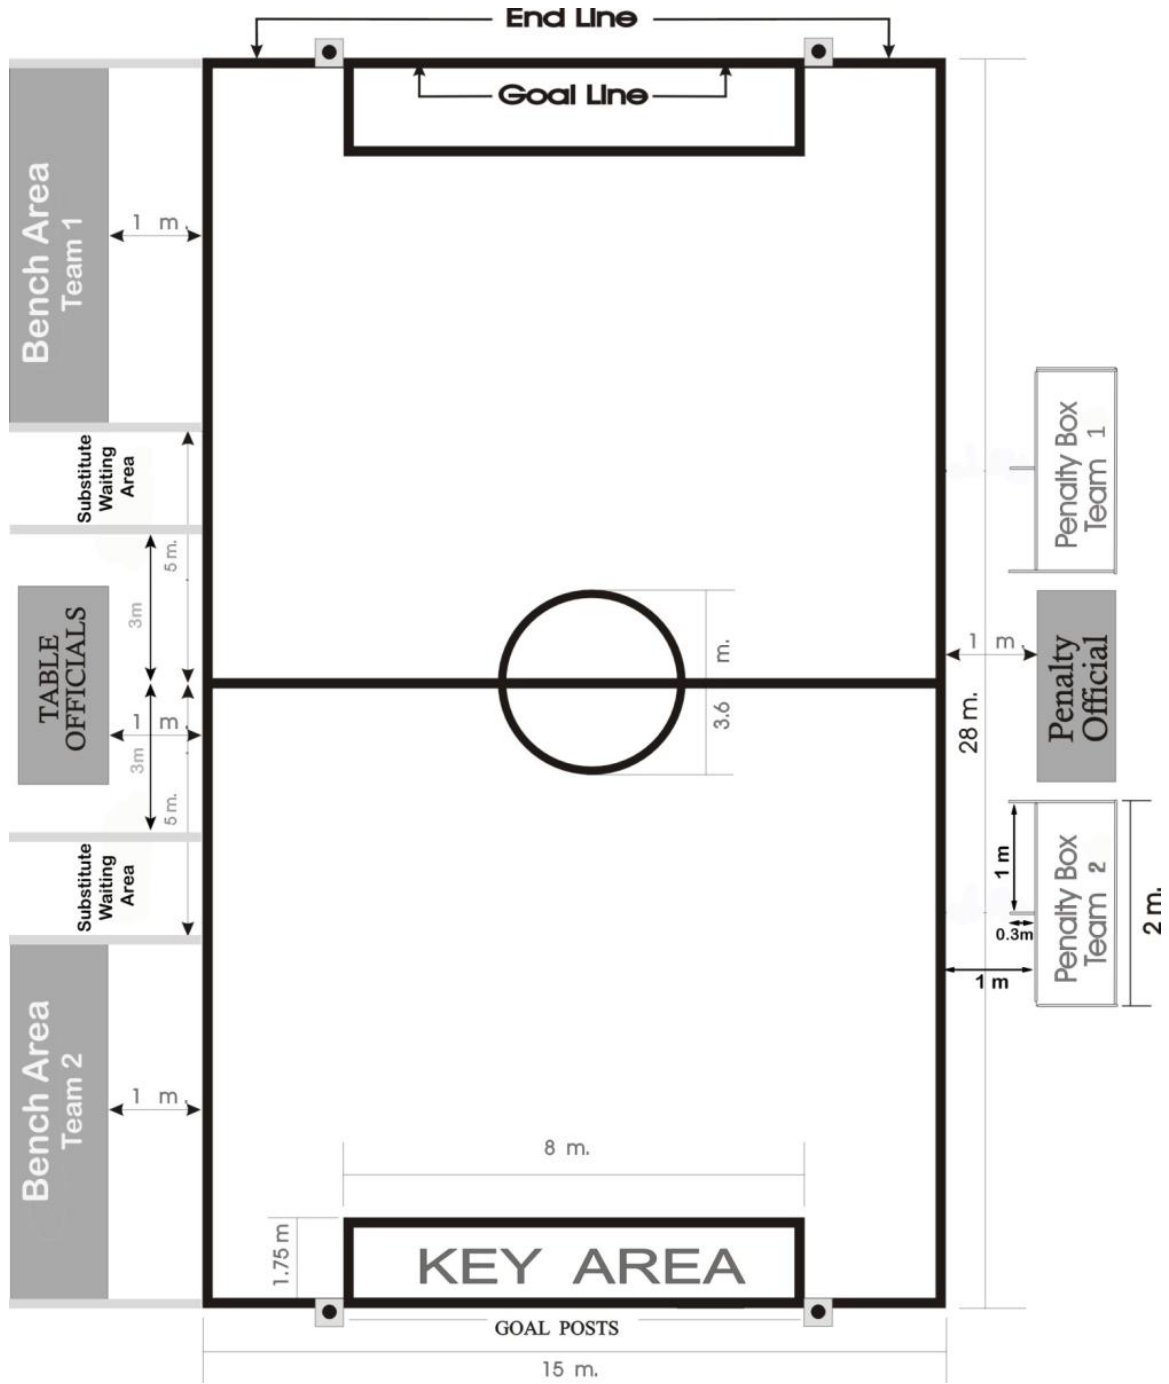 End Line
Goal Line
Bench Area
Team 1
1 m.
Substitute
Waiting
Area
5 m.
3m
Penalty Box
Team 1
TABLE
OFFICIALS
1 m.
3m
5 m.
m.
3.6
1 m.
28 m.
Penalty
Official
Substitute
Waiting
Area
1 m
0.3m
1 m
Penalty Box
Team 2
2 m.
Bench Area
Team 2
1 m.
8 m.
1.75 m
KEY AREA
GOAL POSTS
15 m.